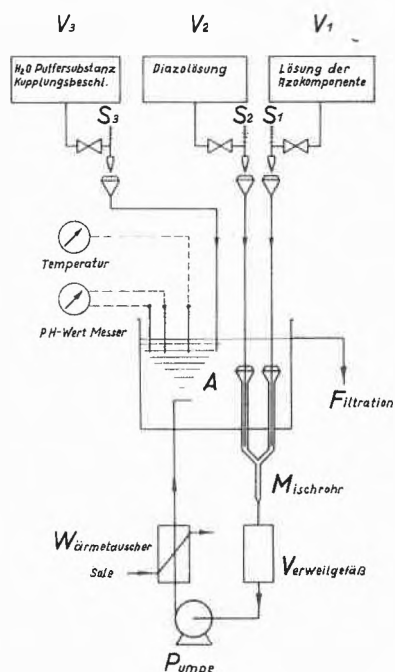 V3
V2
V1
H2O Puffersubstanz
Kupplungsbeschl.
Diazolösung
Lösung der
Azokomponente
S3
S2
S1
Temperatur
PH-Wert Messer
A
Filtration
Mischrohr
Wärmetauscher
Sole
Verweilgefäß
Pumpe